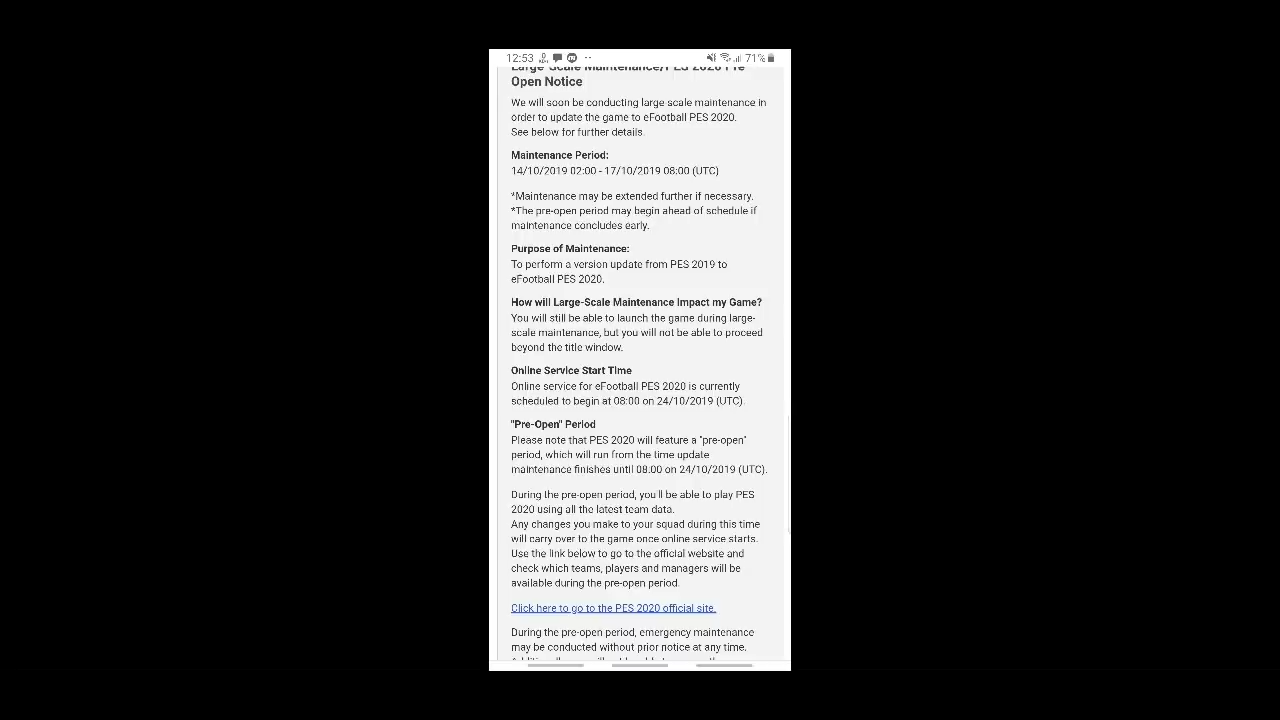 12:53 71%
Large-Scale Maintenance/PES 2020 Pre-
Open Notice
We will soon be conducting large scale maintenance in
order to update the game to eFootball PES 2020.
See below for further details.
Maintenance Period:
14/10/2019 02:00 - 17/10/2019 08:00 (UTC)
*Maintenance may be extended further if necessary.
*The pre-open period may begin ahead of schedule if
maintenance concludes early.
Purpose of Maintenance:
To perform a version update from PES 2019 to
eFootball PES 2020.
How will Large-Scale Maintenance Impact my Game?
You will still be able to launch the game during large-
scale maintenance, but you will not be able to proceed
beyond the title window.
Online Service Start Time
Online service for eFootball PES 2020 is currently
scheduled to begin at 08:00 on 24/10/2019 (UTC).
"Pre-Open" Period
Please note that PES 2020 will feature a "pre-open"
period, which will run from the time update
maintenance finishes until 08:00 on 24/10/2019 (UTC).
During the pre-open period, you'll be able to play PES
2020 using all the latest team data.
Any changes you make to your squad during this time
will carry over to the game once online service starts.
Use the link below to go to the official website and
check which teams, players and managers will be
available during the pre-open period.
Click here to go to the PES 2020 official site.
During the pre-open period, emergency maintenance
may be conducted without prior notice at any time.